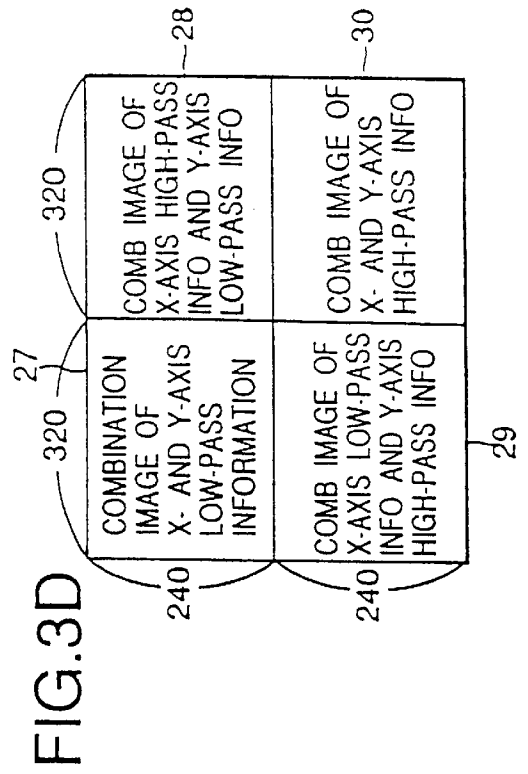 FIG.3D
320
320
27
240
240
COMBINATION
IMAGE OF
X- AND Y-AXIS
LOW-PASS
INFORMATION
COMB IMAGE OF
X-AXIS HIGH-PASS
INFO AND Y-AXIS
LOW-PASS INFO
28
COMB IMAGE OF
X-AXIS LOW-PASS
INFO AND Y-AXIS
HIGH-PASS INFO
29
COMB IMAGE OF
X- AND Y-AXIS
HIGH-PASS INFO
30